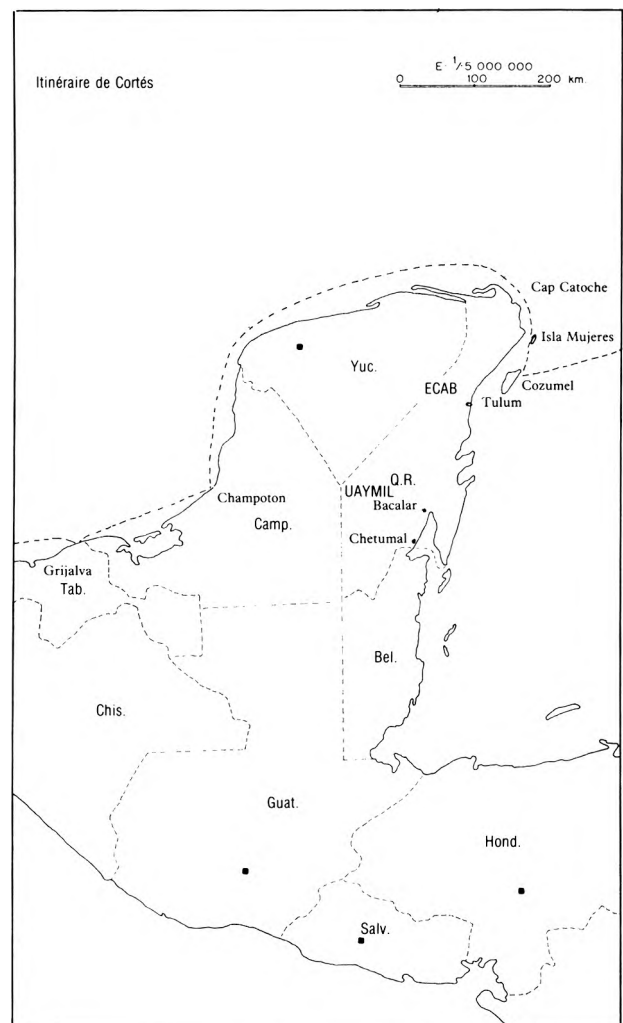 Itinéraire de Cortés
E- 1/5 000 000
0 100 200 km.
Cap Catoche
Isla Mujeres
Yuc.
ECAB
Cozumel
Tulum
Q.R.
UAYMIL
Champoton
Bacalar
Camp.
Chetumal
Grijalva
Tab.
Bel.
Chis.
Guat.
Hond.
Salv.